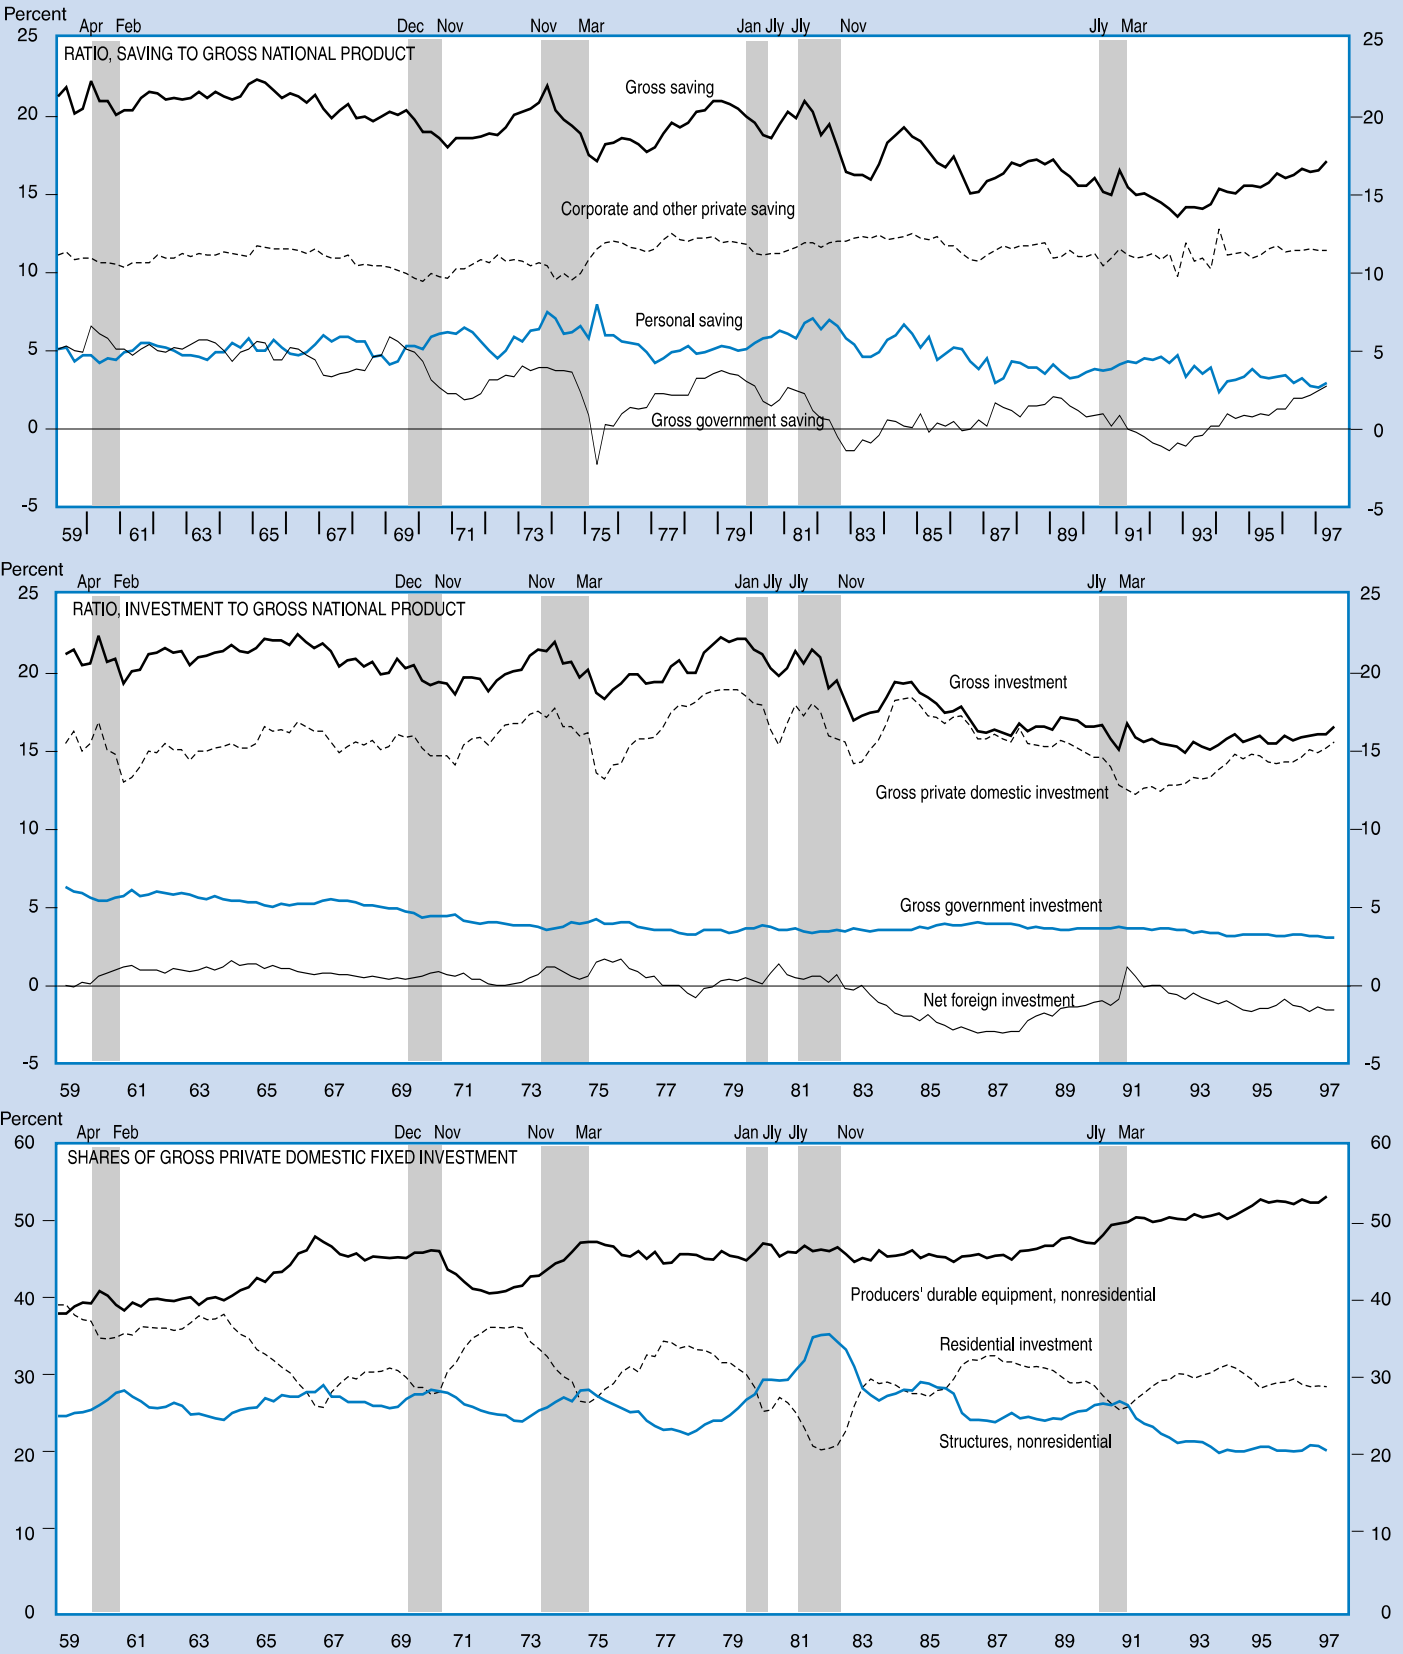 Percent
Apr Feb Dec Nov Nov Mar Jan Jly Jly Nov Jly Mar
25 25
RATIO, SAVING TO GROSS NATIONAL PRODUCT
Gross saving
20 20
15 15
Corporate and other private saving
10 10
Personal saving
5 5
Gross government saving
0 0
-5 -5
59 61 63 65 67 69 71 73 75 77 79 81 83 85 87 89 91 93 95 97
Percent
Apr Feb Dec Nov Nov Mar Jan Jly Jly Nov Jly Mar
25 25
RATIO, INVESTMENT TO GROSS NATIONAL PRODUCT
20 20
Gross investment
15 15
Gross private domestic investment
10 10
5 5
Gross government investment
0 0
Net foreign investment
-5 -5
59 61 63 65 67 69 71 73 75 77 79 81 83 85 87 89 91 93 95 97
Percent
Apr Feb Dec Nov Nov Mar Jan Jly Jly Nov Jly Mar
60 60
SHARES OF GROSS PRIVATE DOMESTIC FIXED INVESTMENT
50 50
40 40
Producers' durable equipment, nonresidential
Residential investment
30 30
Structures, nonresidential
20 20
10 10
0 0
59 61 63 65 67 69 71 73 75 77 79 81 83 85 87 89 91 93 95 97